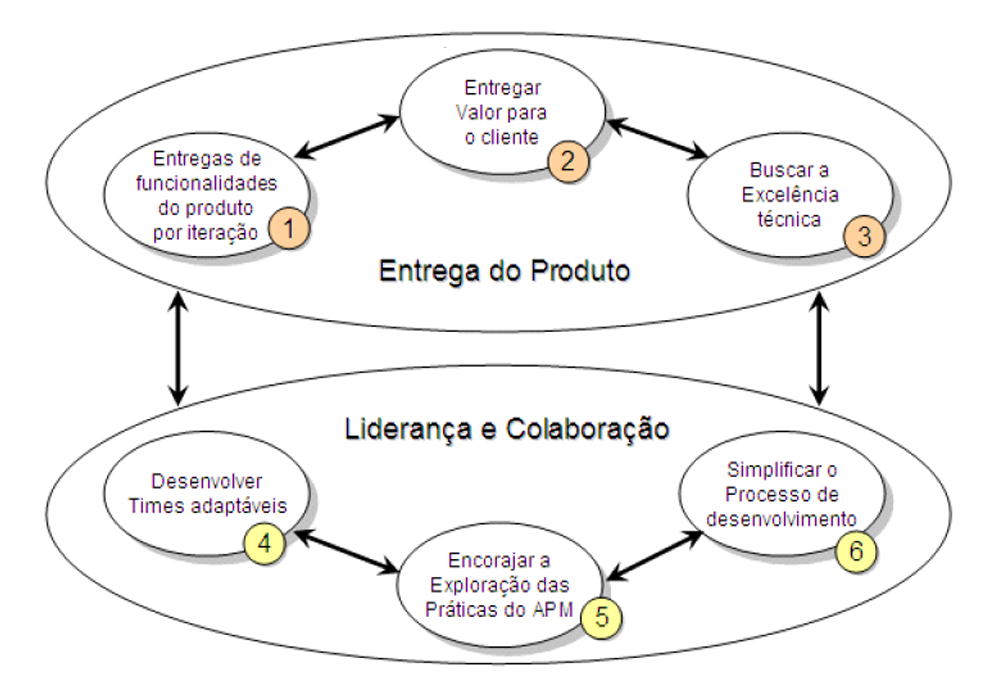 Entregar
Valor para
o cliente
2
Entregas de
funcionalidades
do produto
por iteração
1
Buscar a
Excelência
técnica
3
Entrega do Produto
Liderança e Colaboração
Desenvolver
Times adaptáveis
4
Encorajar a
Exploração das
Práticas do APM
5
Simplificar o
Processo de
desenvolvimento
6